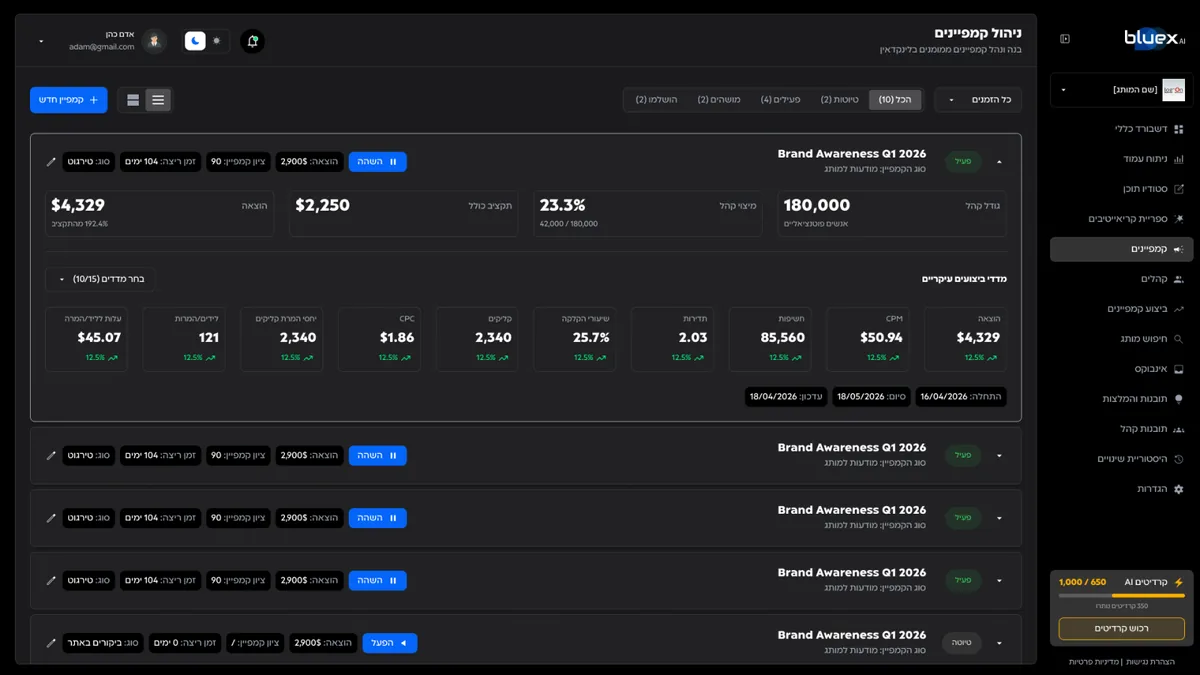 bluex AI
[שם המותג]
דשבורד כללי
ניתוח עמוד
סטודיו תוכן
ספריית קריאייטיבים
קמפיינים
קהלים
ביצוע קמפיינים
חיפוש מותג
אינבוקס
תובנות והמלצות
תובנות קהל
היסטוריית שינויים
הגדרות
קרדיטים AI 1,000 / 650
350 קרדיטים נותרו
רכוש קרדיטים
הצהרת נגישות | מדיניות פרטיות
ניהול קמפיינים
בנה ונהל קמפיינים ממומנים בלינקדאין
אדם כהן
adam@gmail.com
כל הזמנים
הכל (10) טיוטות (2) פעילים (4) מושהים (2) הושלמו (2)
קמפיין חדש +
פעיל
Brand Awareness Q1 2026
סוג הקמפיין: מודעות למותג
השהה הוצאה: 2,900$ ציון קמפיין: 90 זמן ריצה: 104 ימים סוג: טירגוט
גודל קהל 180,000
אנשים פוטנציאליים
מיצוי קהל 23.3%
42,000 / 180,000
תקציב כולל $2,250
הוצאה $4,329
192.4% מהתקציב
מדדי ביצועים עיקריים
בחר מדדים (10/15)
הוצאה
$4,329
12.5%
CPM
$50.94
12.5%
חשיפות
85,560
12.5%
תדירות
2.03
12.5%
שיעורי הקלקה
25.7%
12.5%
קליקים
2,340
12.5%
CPC
$1.86
12.5%
יחסי המרת קליקים
2,340
12.5%
לידים/המרות
121
12.5%
עלות לליד/המרה
$45.07
12.5%
התחלה: 16/04/2026 סיום: 18/05/2026 עדכון: 18/04/2026
פעיל
Brand Awareness Q1 2026
סוג הקמפיין: מודעות למותג
השהה הוצאה: 2,900$ ציון קמפיין: 90 זמן ריצה: 104 ימים סוג: טירגוט
פעיל
Brand Awareness Q1 2026
סוג הקמפיין: מודעות למותג
השהה הוצאה: 2,900$ ציון קמפיין: 90 זמן ריצה: 104 ימים סוג: טירגוט
פעיל
Brand Awareness Q1 2026
סוג הקמפיין: מודעות למותג
השהה הוצאה: 2,900$ ציון קמפיין: 90 זמן ריצה: 104 ימים סוג: טירגוט
טיוטה
Brand Awareness Q1 2026
סוג הקמפיין: מודעות למותג
הפעל הוצאה: 2,900$ ציון קמפיין: / זמן ריצה: 0 ימים סוג: ביקורים באתר